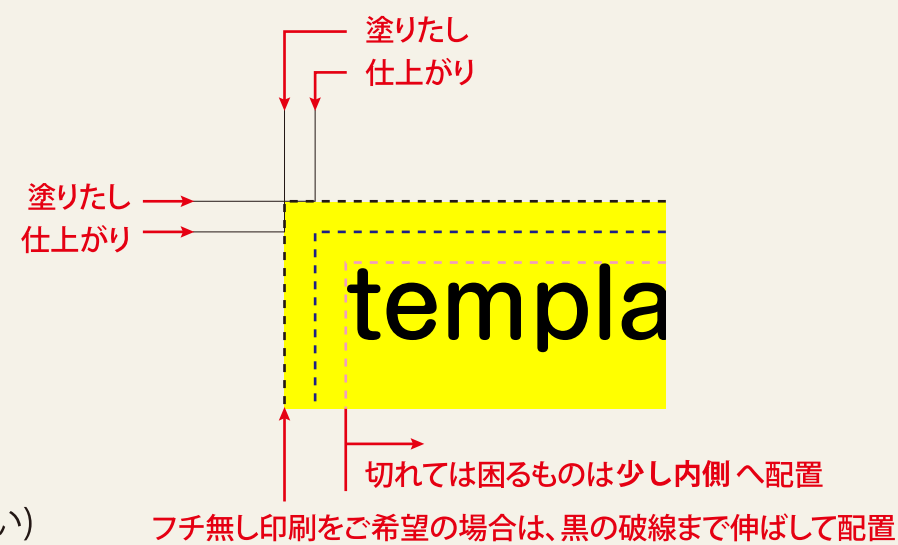 塗りたし
仕上がり
塗りたし
仕上がり
templa
切れては困るものは少し内側へ配置
い)
フチ無し印刷をご希望の場合は、黒の破線まで伸ばして配置